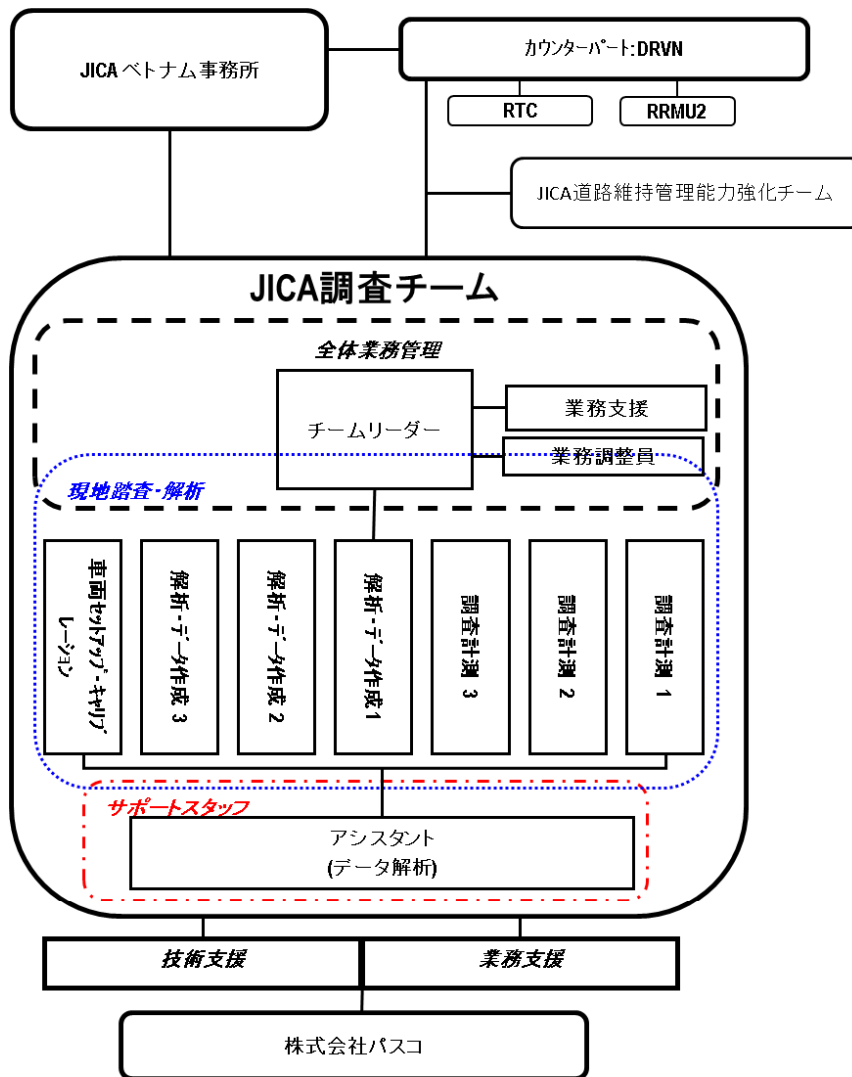 JICA ベトナム事務所
カウンターパート:DRVN
RTC
RRMU2
JICA道路維持管理能力強化チーム
JICA調査チーム
全体業務管理
チームリーダー
業務支援
業務調整員
現地踏査・解析
車両セットアップ・キャリブ
レーション
解析・データ作成 3
解析・データ作成 2
解析・データ作成 1
調査計測 3
調査計測 2
調査計測 1
サポートスタッフ
アシスタント
(データ解析)
技術支援
業務支援
株式会社パスコ